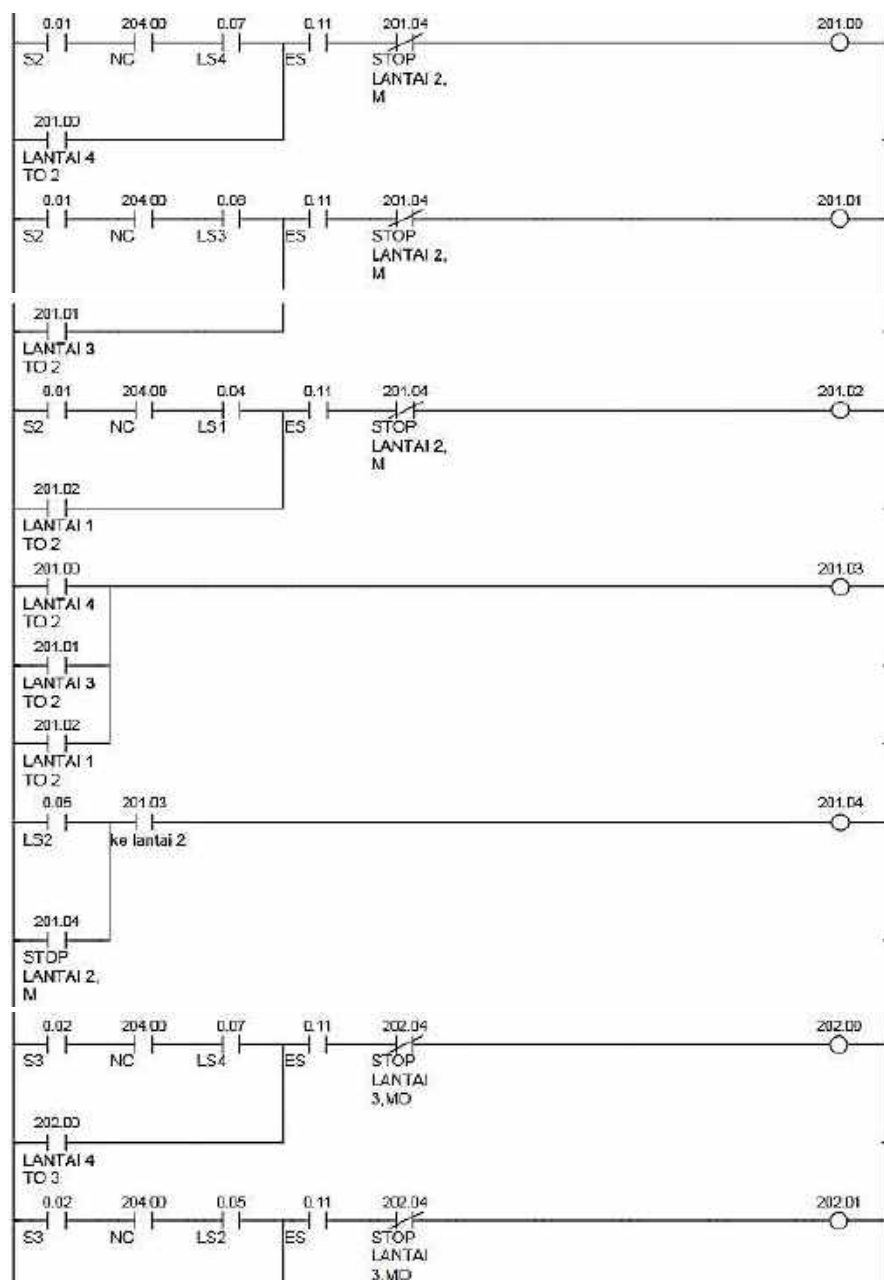 0.01 204.00 0.07 0.11 201.04 201.00
S2 NC LS4 ES STOP
LANTAI 2,
M
201.00
LANTAI 4
TO 2
0.01 204.00 0.06 0.11 201.04 201.01
S2 NC LS3 ES STOP
LANTAI 2,
M
201.01
LANTAI 3
TO 2
0.01 204.00 0.04 0.11 201.04 201.02
S2 NC LS1 ES STOP
LANTAI 2,
M
201.02
LANTAI 1
TO 2
201.00 201.03
LANTAI 4
TO 2
201.01
LANTAI 3
TO 2
201.02
LANTAI 1
TO 2
0.05 201.03 201.04
LS2 ke lantai 2
201.04
STOP
LANTAI 2,
M
0.02 204.00 0.07 0.11 202.04 202.00
S3 NC LS4 ES STOP
LANTAI
3,MO
202.00
LANTAI 4
TO 3
0.02 204.00 0.05 0.11 202.04 202.01
S3 NC LS2 ES STOP
LANTAI
3,MO